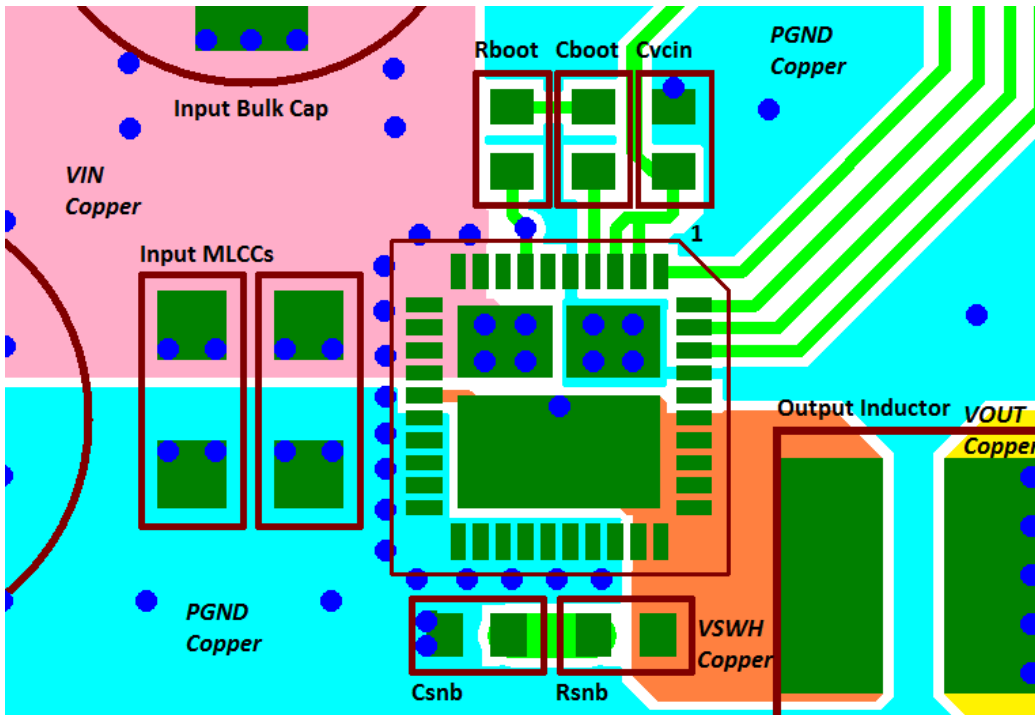 Rboot Cboot Cvcin
PGND
Copper
Input Bulk Cap
VIN
Copper
1
Input MLCCs
Output Inductor
VOUT
Copper
PGND
Copper
VSWH
Copper
Csnb
Rsnb